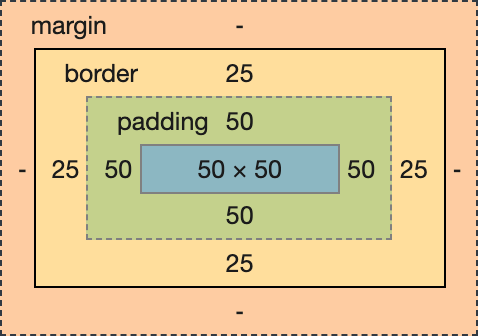 margin -
border 25
padding 50
- 25 50 50 × 50 50 25 -
50
25
-